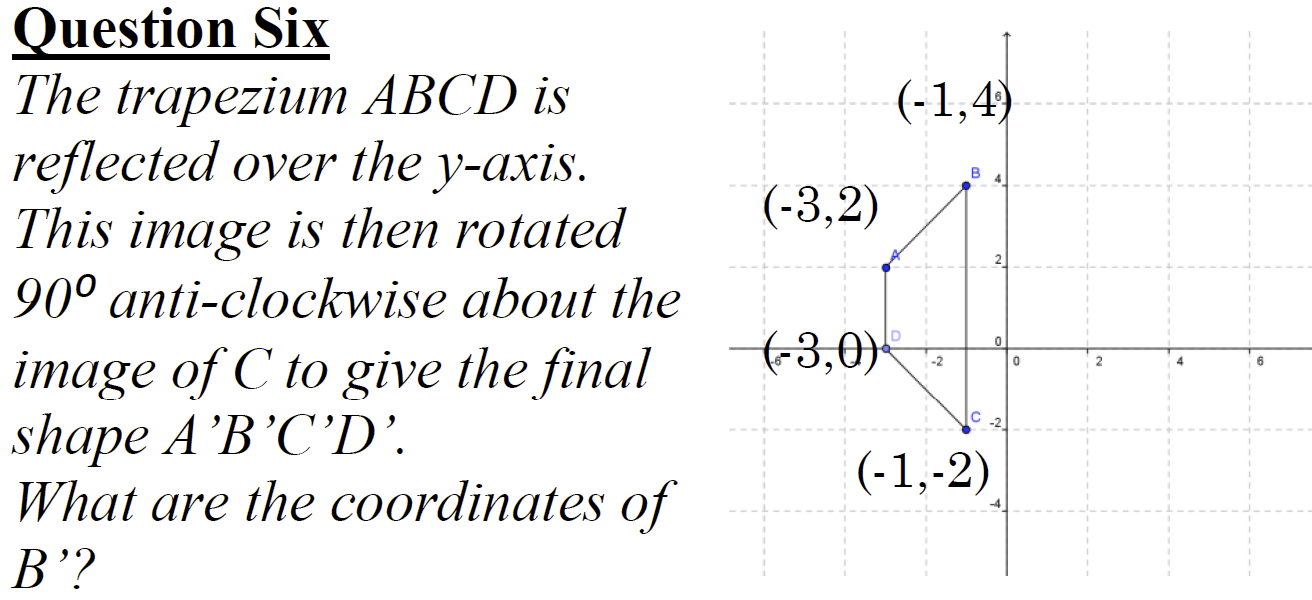 Question Six
The trapezium ABCD is
reflected over the y-axis.
This image is then rotated
90º anti-clockwise about the
image of C to give the final
shape A’B’C’D’.
What are the coordinates of
B’?
(-1,4)
6
B
4
(-3,2)
A
2
D
0
(-3,0)
-6
-4
-2
0
2
4
6
C
-2
(-1,-2)
-4